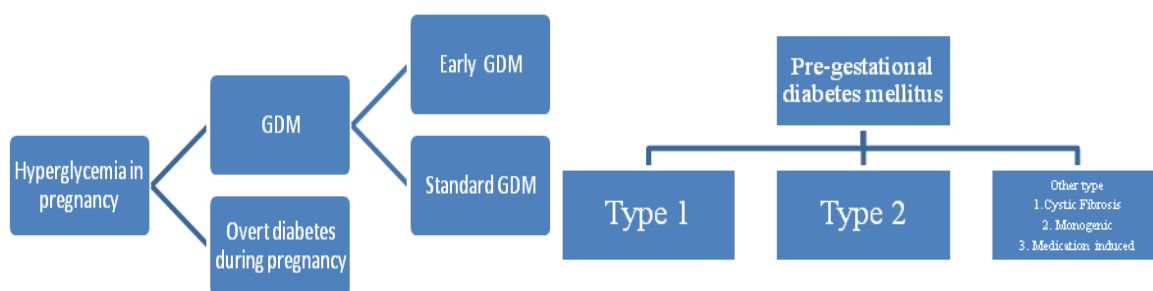 Hyperglycemia in
pregnancy
GDM
Overt diabetes
during pregnancy
Early GDM
Standard GDM
Pre-gestational
diabetes mellitus
Type 1
Type 2
Other type
1. Cystic Fibrosis
2. Monogenic
3. Medication induced